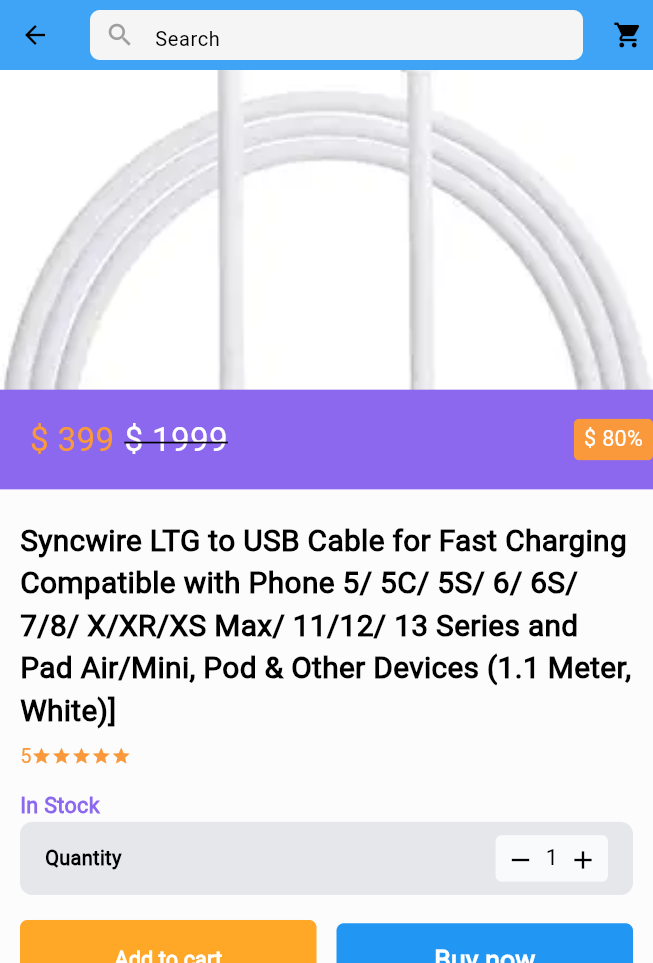 Search
$ 399 $ 1999
$ 80%
Syncwire LTG to USB Cable for Fast Charging
Compatible with Phone 5/ 5C/ 5S/ 6/ 6S/
7/8/ X/XR/XS Max/ 11/12/ 13 Series and
Pad Air/Mini, Pod & Other Devices (1.1 Meter,
White)]
5
In Stock
Quantity
1
Add to cart
Buy now